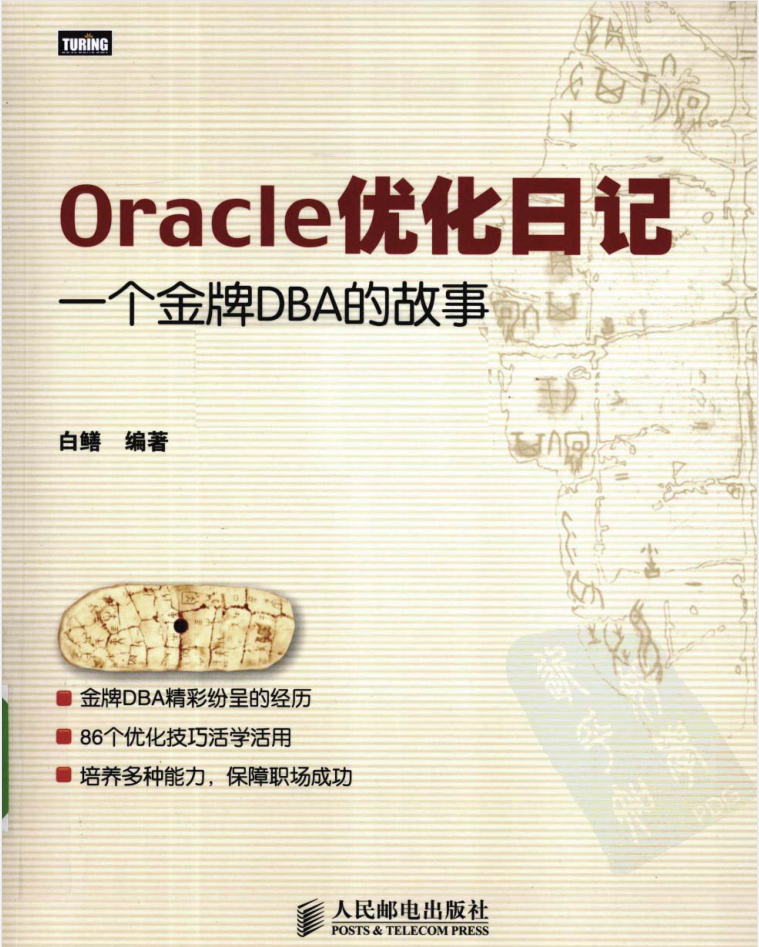 TURING
Oracle优化日记
一个金牌DBA的故事
白鳝 编著
金牌DBA精彩纷呈的经历
86个优化技巧活学活用
培养多种能力，保障职场成功
PDG
人民邮电出版社
POSTS & TELECOM PRESS